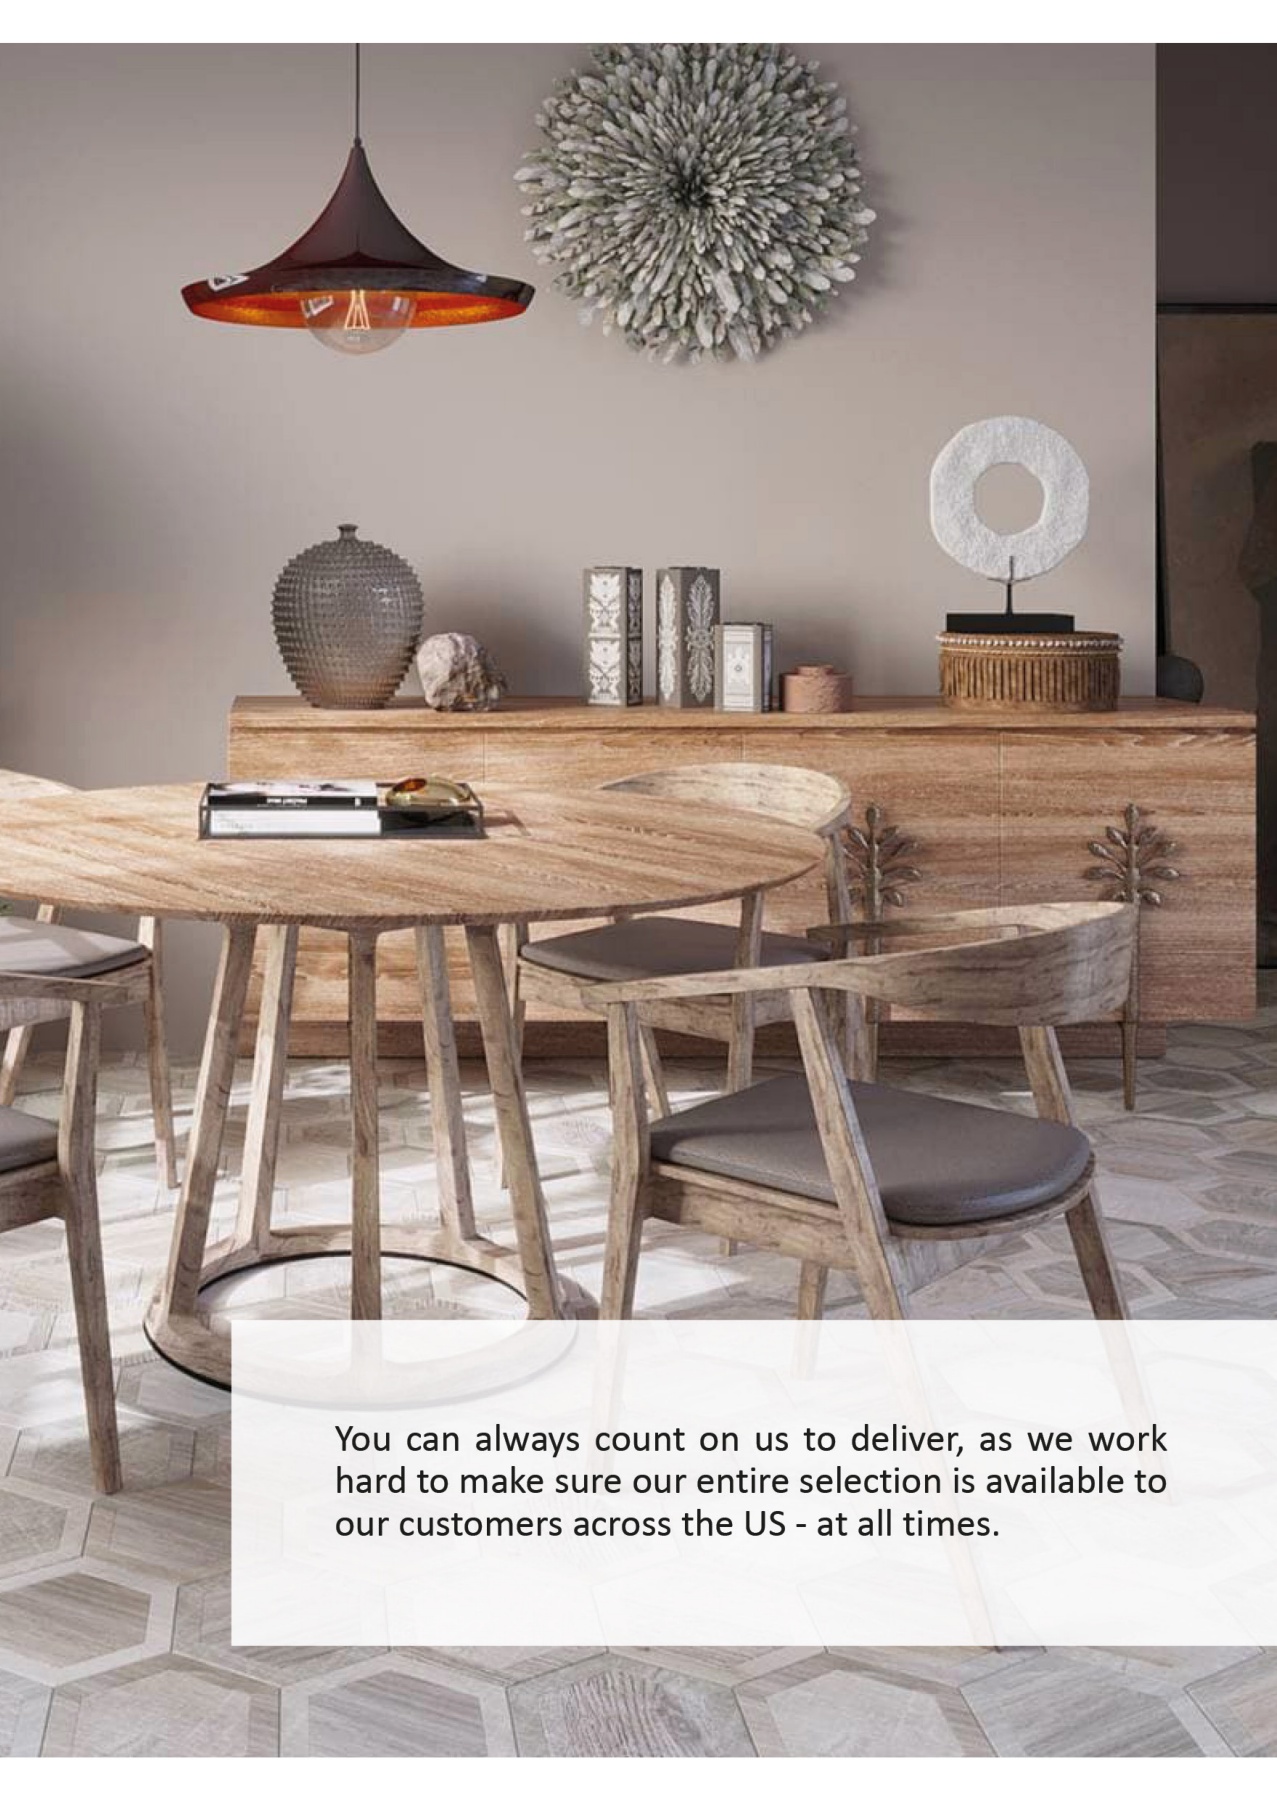 You can always count on us to deliver, as we work
hard to make sure our entire selection is available to
our customers across the US - at all times.